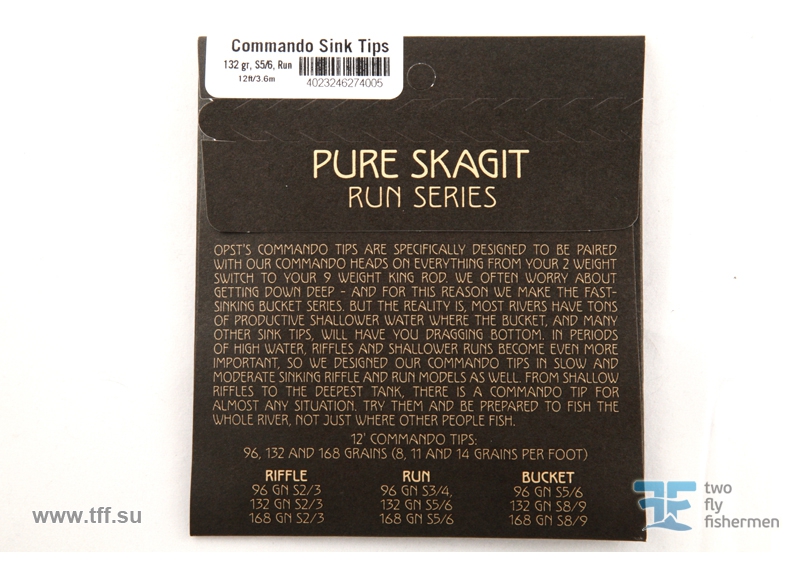 Commando Sink Tips
132 gr, S5/6, Run
12ft/3.6m
4023246274005
PURE SKAGIT
RUN SERIES
OPST'S COMMANDO TIPS ARE SPECIFICALLY DESIGNED TO BE PAIRED
WITH OUR COMMANDO HEADS ON EVERYTHING FROM YOUR 2 WEIGHT
SWITCH TO YOUR 9 WEIGHT KING ROD. WE OFTEN WORRY ABOUT
GETTING DOWN DEEP - AND FOR THIS REASON WE MAKE THE FAST-
SINKING BUCKET SERIES. BUT THE REALITY IS, MOST RIVERS HAVE TONS
OF PRODUCTIVE SHALLOWER WATER WHERE THE BUCKET, AND MANY
OTHER SINK TIPS, WILL HAVE YOU DRAGGING BOTTOM. IN PERIODS
OF HIGH WATER, RIFFLES AND SHALLOWER RUNS BECOME EVEN MORE
IMPORTANT, SO WE DESIGNED OUR COMMANDO TIPS IN SLOW AND
MODERATE SINKING RIFFLE AND RUN MODELS AS WELL. FROM SHALLOW
RIFFLES TO THE DEEPEST TANK, THERE IS A COMMANDO TIP FOR
ALMOST ANY SITUATION. TRY THEM AND BE PREPARED TO FISH THE
WHOLE RIVER, NOT JUST WHERE OTHER PEOPLE FISH.
12' COMMANDO TIPS:
96, 132 AND 168 GRAINS (8, 11 AND 14 GRAINS PER FOOT)
RIFFLE
96 GN S2/3
132 GN S2/3
168 GN S2/3
RUN
96 GN S3/4,
132 GN S5/6
168 GN S5/6
BUCKET
96 GN S5/6
132 GN S8/9
168 GN S8/9
www.tff.su
two
fly
fishermen